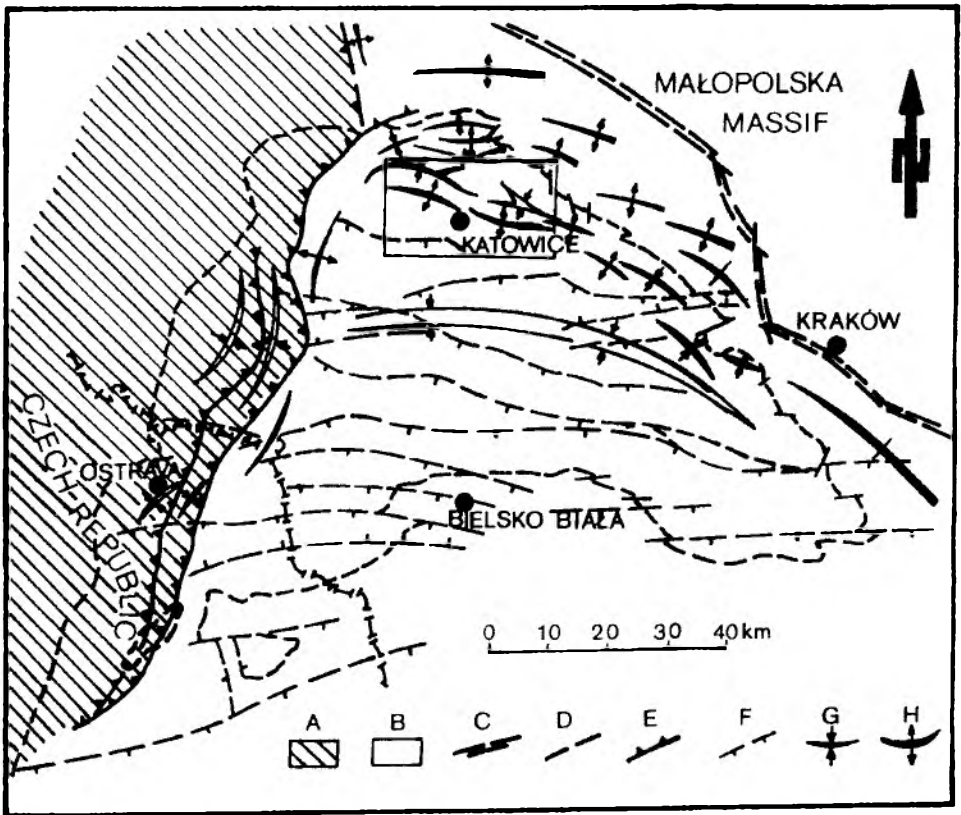 MAŁOPOLSKA
MASSIF
N
KATOWICE
KRAKÓW
CZECH-REPUBLIC
OSTRAVA
BIELSKO BIAŁA
0 10 20 30 40 km
A B C D E F G H